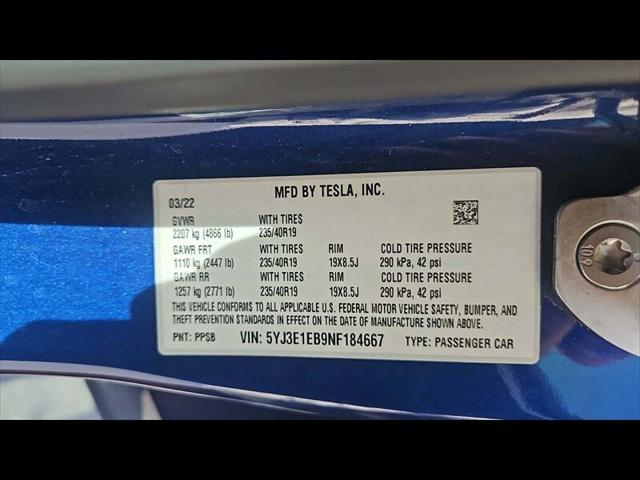 MFD BY TESLA, INC.
03/22
GVWR WITH TIRES
2207 kg (4866 lb) 235/40R19
GAWR FRT WITH TIRES RIM COLD TIRE PRESSURE
1110 kg (2447 lb) 235/40R19 19X8.5J 290 kPa, 42 psi
GAWR RR WITH TIRES RIM COLD TIRE PRESSURE
1257 kg (2771 lb) 235/40R19 19X8.5J 290 kPa, 42 psi
THIS VEHICLE CONFORMS TO ALL APPLICABLE U.S. FEDERAL MOTOR VEHICLE SAFETY, BUMPER, AND
THEFT PREVENTION STANDARDS IN EFFECT ON THE DATE OF MANUFACTURE SHOWN ABOVE.
PNT: PPSB VIN: 5YJ3E1EB9NF184667 TYPE: PASSENGER CAR
10.9